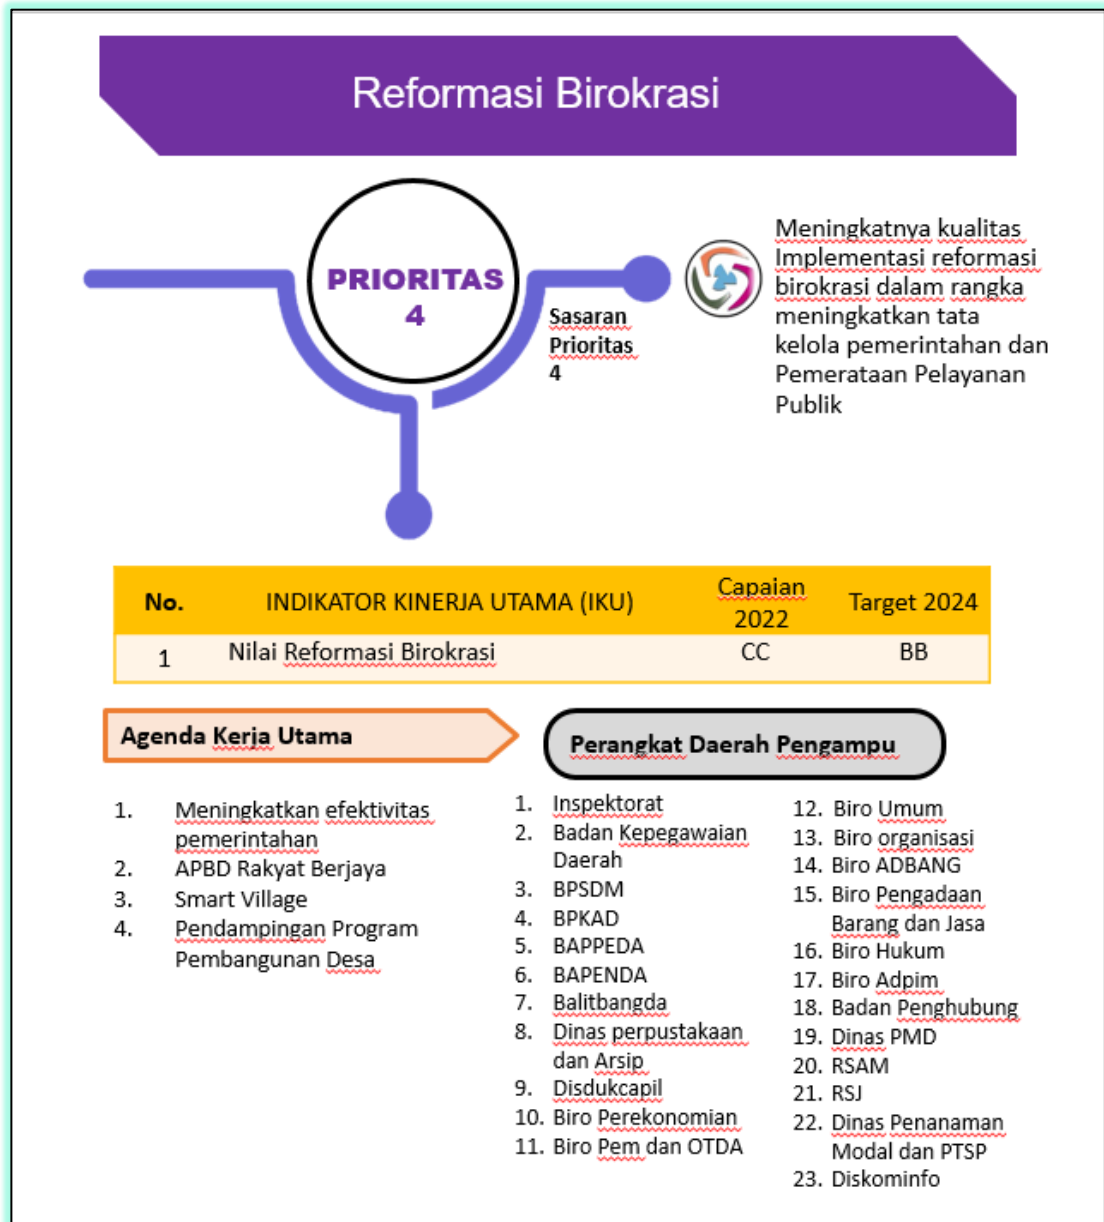 Reformasi Birokrasi
PRIORITAS
4
Sasaran
Prioritas
4
Meningkatnya kualitas
Implementasi reformasi
birokrasi dalam rangka
meningkatkan tata
kelola pemerintahan dan
Pemerataan Pelayanan
Publik
No. INDIKATOR KINERJA UTAMA (IKU) Capaian 2022 Target 2024
1 Nilai Reformasi Birokrasi CC BB
Agenda Kerja Utama
1. Meningkatkan efektivitas
pemerintahan
2. APBD Rakyat Berjaya
3. Smart Village
4. Pendampingan Program
Pembangunan Desa
Perangkat Daerah Pengampu
1. Inspektorat
2. Badan Kepegawaian
Daerah
3. BPSDM
4. BPKAD
5. BAPPEDA
6. BAPENDA
7. Balitbangda
8. Dinas perpustakaan
dan Arsip
9. Disdukcapil
10. Biro Perekonomian
11. Biro Pem dan OTDA
12. Biro Umum
13. Biro organisasi
14. Biro ADBANG
15. Biro Pengadaan
Barang dan Jasa
16. Biro Hukum
17. Biro Adpim
18. Badan Penghubung
19. Dinas PMD
20. RSAM
21. RSJ
22. Dinas Penanaman
Modal dan PTSP
23. Diskominfo